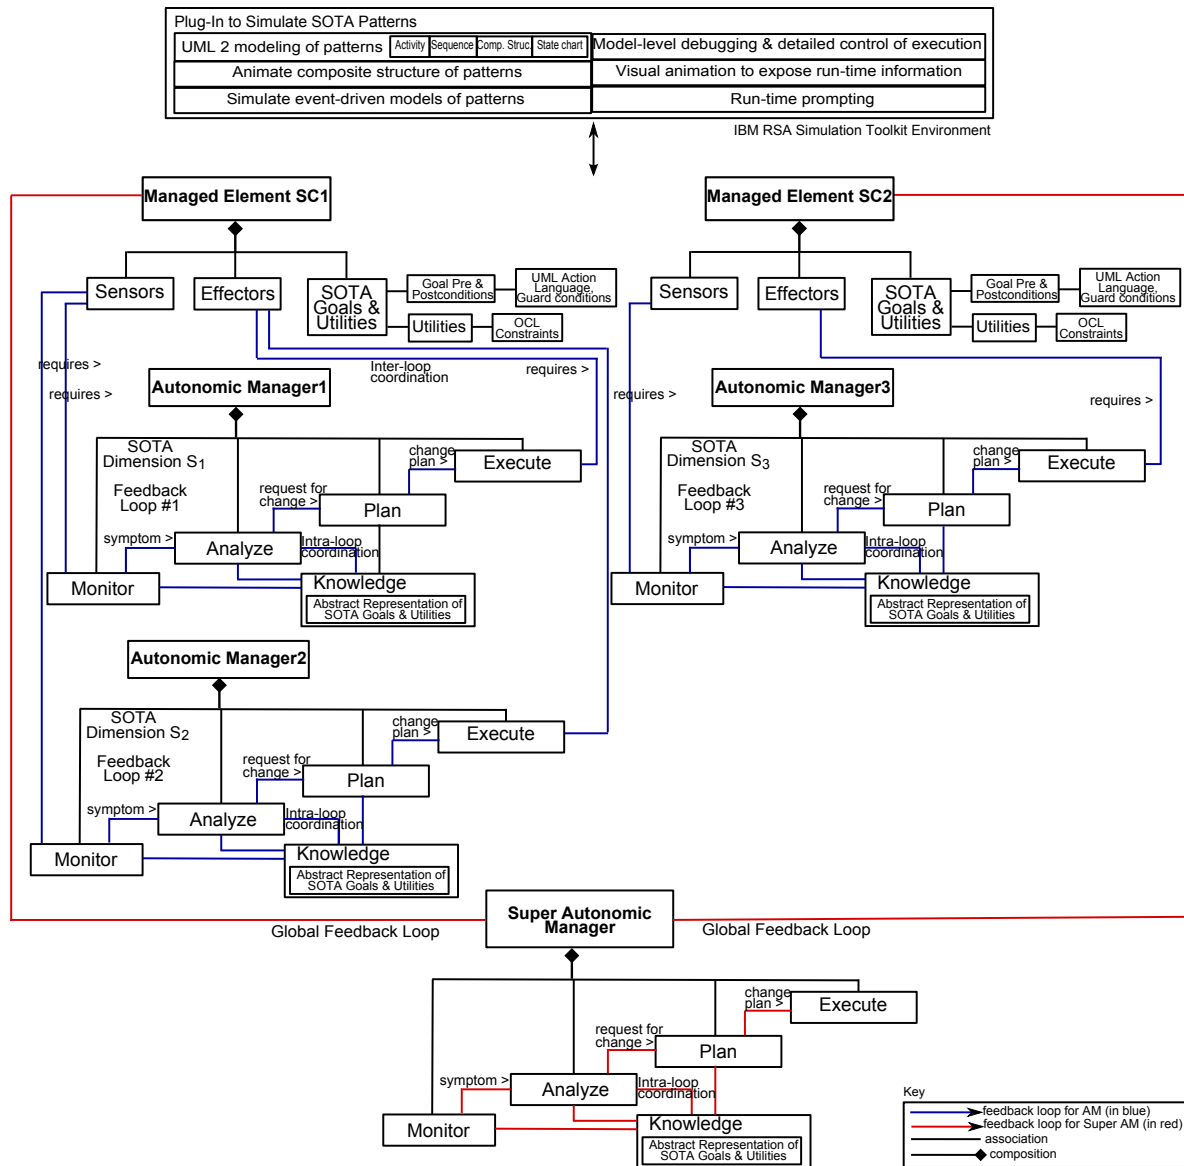 Plug-In to Simulate SOTA Patterns
UML 2 modeling of patterns
Activity
Sequence
Comp. Struc.
State chart
Model-level debugging & detailed control of execution
Animate composite structure of patterns
Visual animation to expose run-time information
Simulate event-driven models of patterns
Run-time prompting
IBM RSA Simulation Toolkit Environment
Managed Element SC1
Sensors
Effectors
SOTA
Goals &
Utilities
Goal Pre &
Postconditions
UML Action
Language,
Guard conditions
Utilities
OCL
Constraints
requires >
requires >
Inter-loop
coordination
requires >
Managed Element SC2
Sensors
Effectors
SOTA
Goals &
Utilities
Goal Pre &
Postconditions
UML Action
Language,
Guard conditions
Utilities
OCL
Constraints
requires >
requires >
Autonomic Manager1
SOTA
Dimension S1
Feedback
Loop #1
change
plan >
Execute
request for
change >
Plan
symptom >
Analyze
Intra-loop
coordination
Monitor
Knowledge
Abstract Representation of
SOTA Goals & Utilities
Autonomic Manager3
SOTA
Dimension S3
Feedback
Loop #3
change
plan >
Execute
request for
change >
Plan
symptom >
Analyze
Intra-loop
coordination
Monitor
Knowledge
Abstract Representation of
SOTA Goals & Utilities
Autonomic Manager2
SOTA
Dimension S2
Feedback
Loop #2
change
plan >
Execute
request for
change >
Plan
symptom >
Analyze
Intra-loop
coordination
Monitor
Knowledge
Abstract Representation of
SOTA Goals & Utilities
Super Autonomic
Manager
Global Feedback Loop
Global Feedback Loop
change
plan >
Execute
request for
change >
Plan
symptom >
Analyze
Intra-loop
coordination
Monitor
Knowledge
Abstract Representation of
SOTA Goals & Utilities
Key
feedback loop for AM (in blue)
feedback loop for Super AM (in red)
association
composition